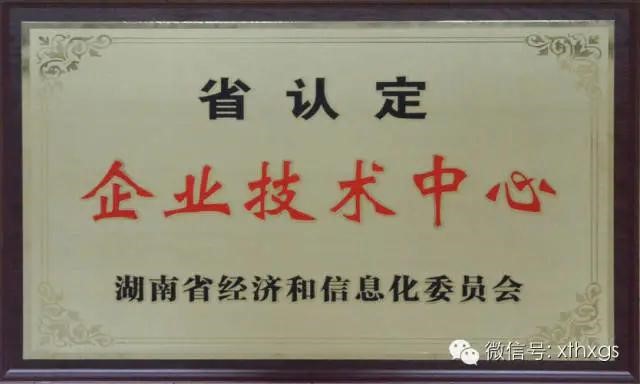 省认定
企业技术中心
湖南省经济和信息化委员会
微信号: xthxgs